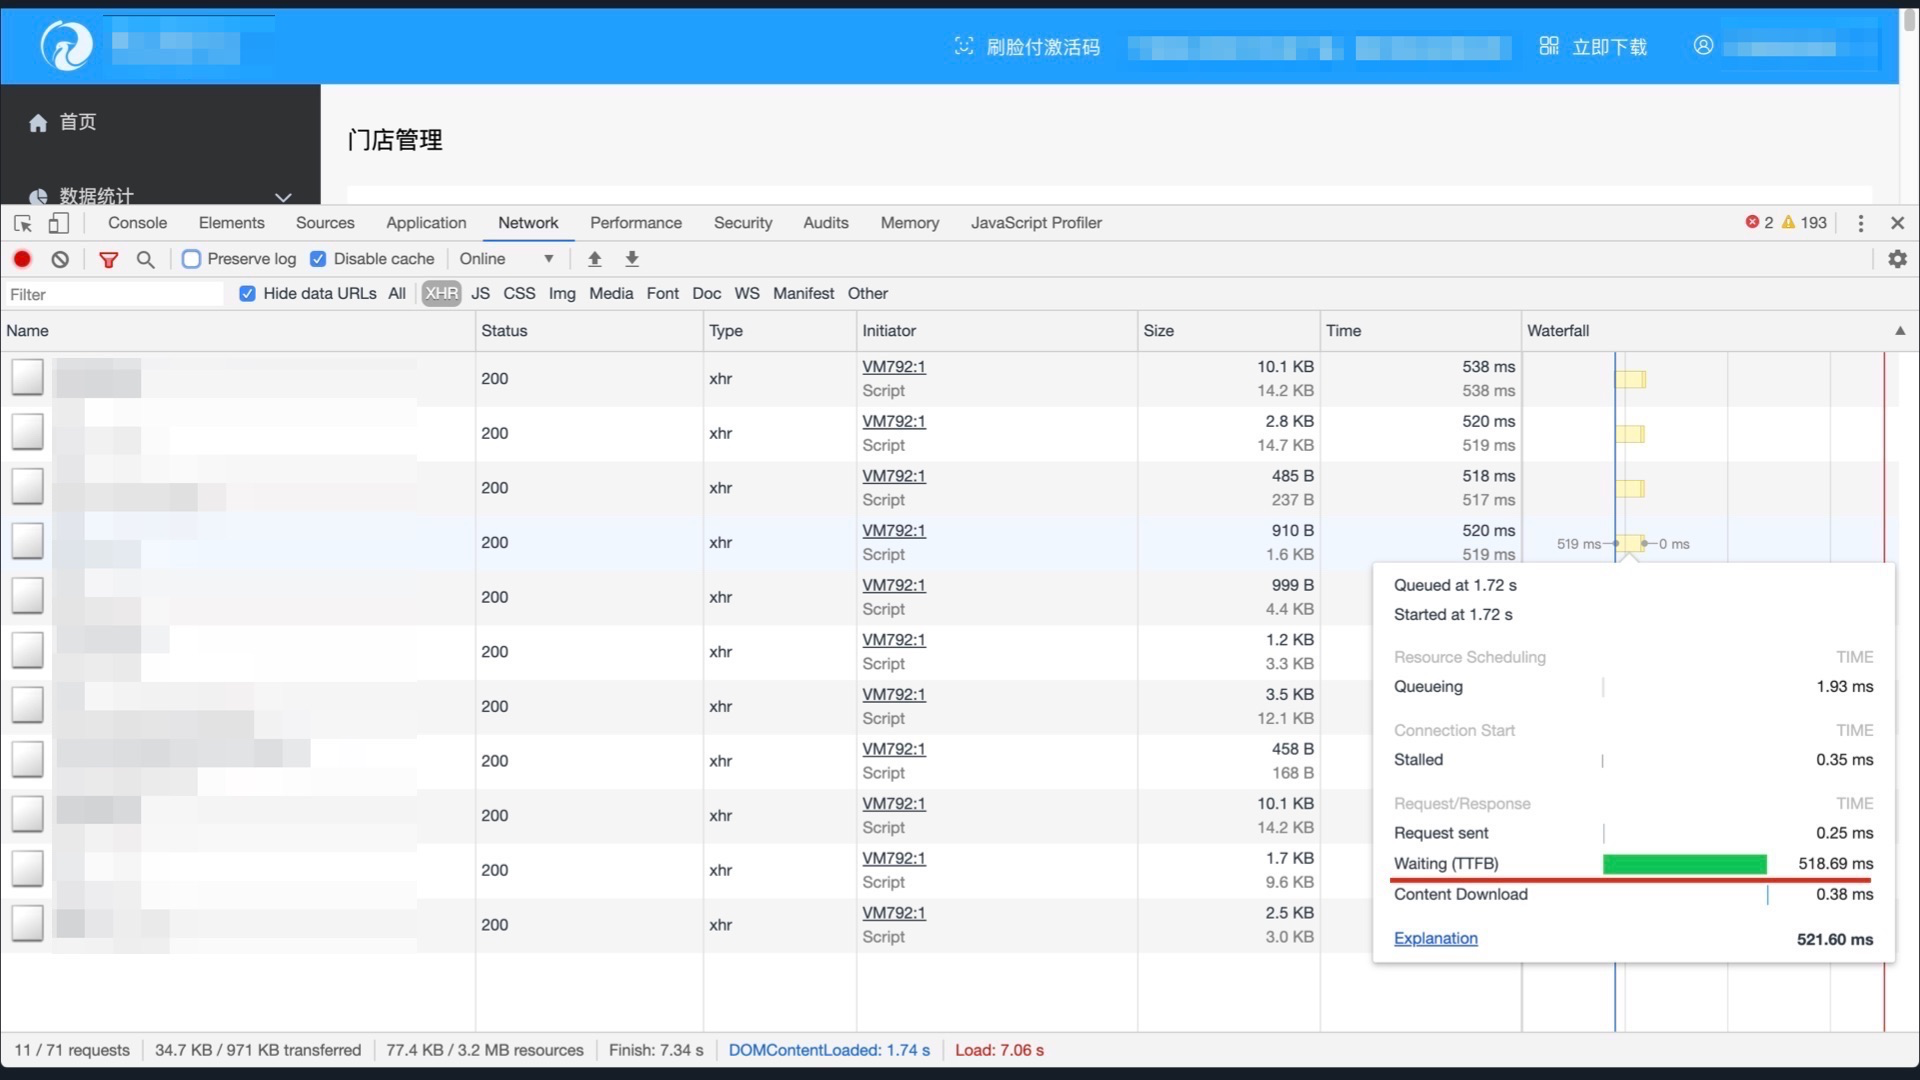 刷脸付激活码
立即下载
首页
门店管理
数据统计
Console Elements Sources Application Network Performance Security Audits Memory JavaScript Profiler 2 193
Preserve log Disable cache Online
Filter Hide data URLs All XHR JS CSS Img Media Font Doc WS Manifest Other
Name Status Type Initiator Size Time Waterfall
200 xhr VM792:1 10.1 KB 538 ms
Script 14.2 KB 538 ms
200 xhr VM792:1 2.8 KB 520 ms
Script 14.7 KB 519 ms
200 xhr VM792:1 485 B 518 ms
Script 237 B 517 ms
200 xhr VM792:1 910 B 520 ms
Script 1.6 KB 519 ms
519 ms 0 ms
200 xhr VM792:1 999 B
Script 4.4 KB
200 xhr VM792:1 1.2 KB
Script 3.3 KB
200 xhr VM792:1 3.5 KB
Script 12.1 KB
200 xhr VM792:1 458 B
Script 168 B
200 xhr VM792:1 10.1 KB
Script 14.2 KB
200 xhr VM792:1 1.7 KB
Script 9.6 KB
200 xhr VM792:1 2.5 KB
Script 3.0 KB
Queued at 1.72 s
Started at 1.72 s
Resource Scheduling TIME
Queueing 1.93 ms
Connection Start TIME
Stalled 0.35 ms
Request/Response TIME
Request sent 0.25 ms
Waiting (TTFB) 518.69 ms
Content Download 0.38 ms
Explanation 521.60 ms
11 / 71 requests 34.7 KB / 971 KB transferred 77.4 KB / 3.2 MB resources Finish: 7.34 s DOMContentLoaded: 1.74 s Load: 7.06 s